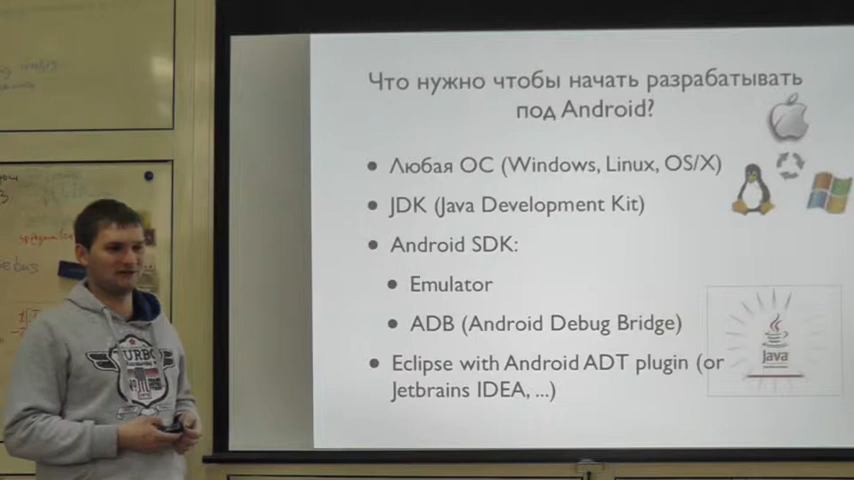 Что нужно чтобы начать разрабатывать
под Android?
• Любая ОС (Windows, Linux, OS/X)
• JDK (Java Development Kit)
• Android SDK:
• Emulator
• ADB (Android Debug Bridge)
• Eclipse with Android ADT plugin (or
Jetbrains IDEA, ...)
Java
URBO